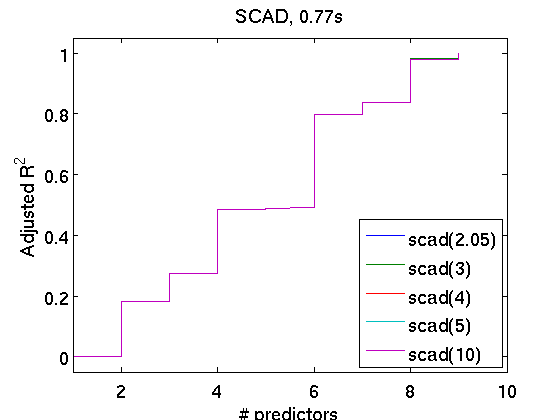 SCAD, 0.77s
Adjusted R²
1
0.8
0.6
0.4
0.2
0
2
4
6
8
10
# predictors
scad(2.05)
scad(3)
scad(4)
scad(5)
scad(10)